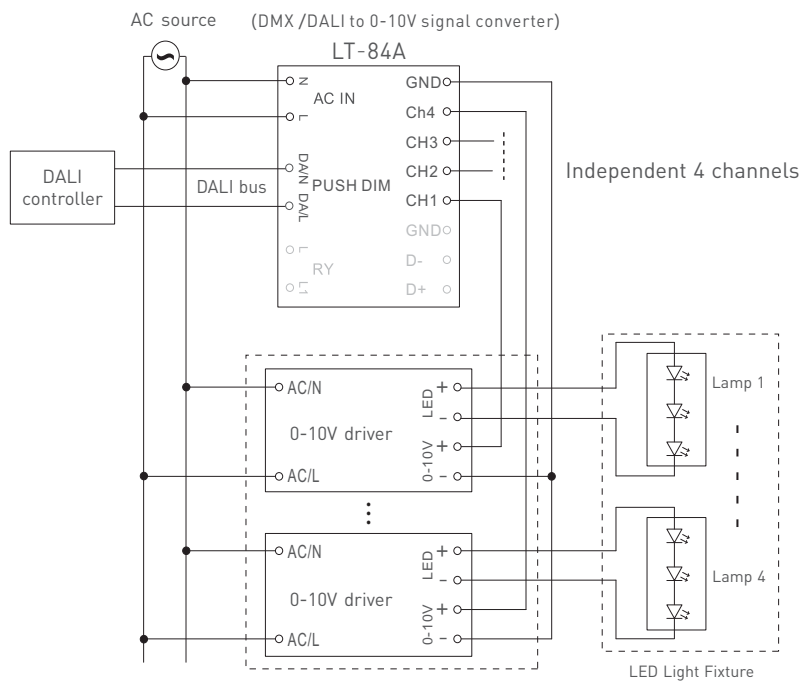 AC source
(DMX /DALI to 0-10V signal converter)
LT-84A
N
AC IN
L
GND
Ch4
CH3
CH2
CH1
GND
D-
D+
DA/N
DA/L
PUSH DIM
L
RY
L1
DALI
controller
DALI bus
Independent 4 channels
AC/N
0-10V driver
AC/L
LED
+
-
0-10V
+
-
Lamp 1
AC/N
0-10V driver
AC/L
LED
+
-
0-10V
+
-
Lamp 4
LED Light Fixture